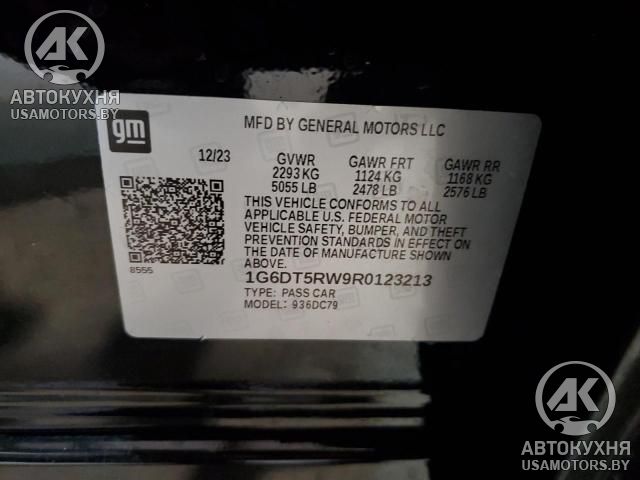 AK
АВТОКУХНЯ
USAMOTORS.BY
gm
MFD BY GENERAL MOTORS LLC
12/23 GVWR GAWR FRT GAWR RR
2293 KG 1124 KG 1168 KG
5055 LB 2478 LB 2576 LB
THIS VEHICLE CONFORMS TO ALL
APPLICABLE U.S. FEDERAL MOTOR
VEHICLE SAFETY, BUMPER, AND THEFT
PREVENTION STANDARDS IN EFFECT ON
THE DATE OF MANUFACTURE SHOWN
ABOVE.
8555
1G6DT5RW9R0123213
TYPE: PASS CAR
MODEL: 936DC79
AK
АВТОКУХНЯ
USAMOTORS.BY